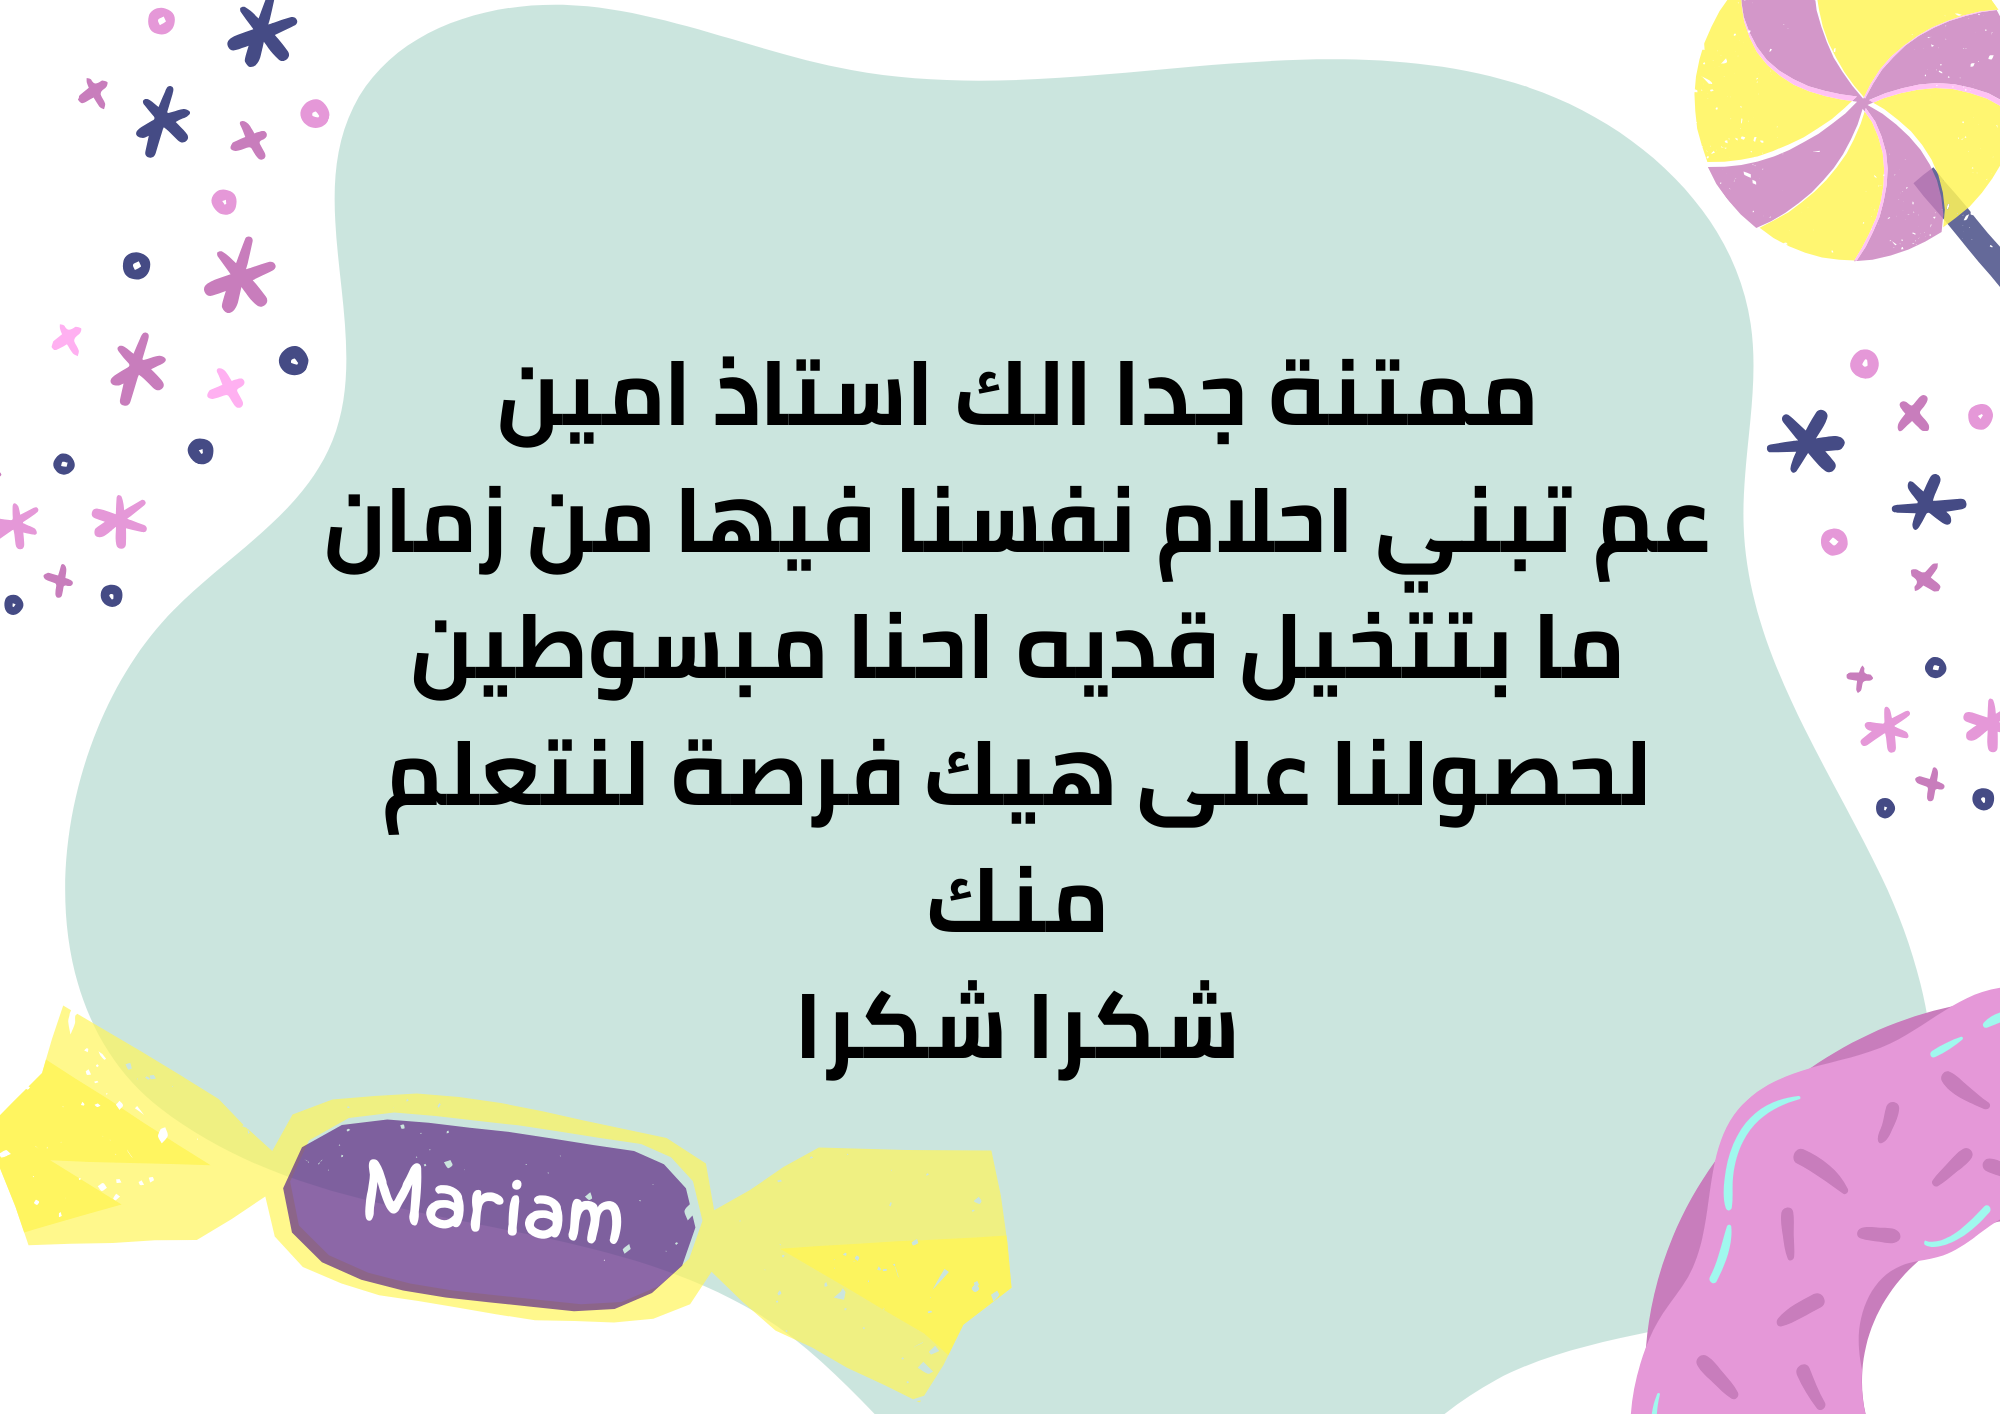 ممتنة جدا الك استاذ امين
عم تبني احلام نفسنا فيها من زمان
ما بتتخيل قديه احنا مبسوطين
لحصولنا على هيك فرصة لنتعلم
منك
شكرا شكرا
Mariam